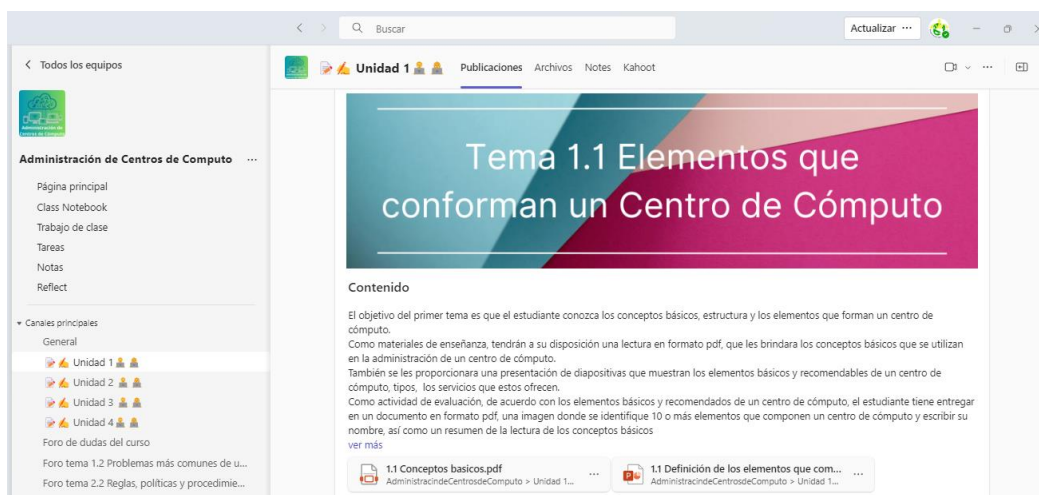 Buscar
Actualizar
Todos los equipos
Administración de
Centros de Computo
Administración de Centros de Computo
Página principal
Class Notebook
Trabajo de clase
Tareas
Notas
Reflect
Canales principales
General
Unidad 1
Unidad 2
Unidad 3
Unidad 4
Foro de dudas del curso
Foro tema 1.2 Problemas más comunes de u...
Foro tema 2.2 Reglas, políticas y procedimie...
Unidad 1 Publicaciones Archivos Notes Kahoot
Tema 1.1 Elementos que
conforman un Centro de Cómputo
Contenido
El objetivo del primer tema es que el estudiante conozca los conceptos básicos, estructura y los elementos que forman un centro de
cómputo.
Como materiales de enseñanza, tendrán a su disposición una lectura en formato pdf, que les brindara los conceptos básicos que se utilizan
en la administración de un centro de cómputo.
También se les proporcionara una presentación de diapositivas que muestran los elementos básicos y recomendables de un centro de
cómputo, tipos, los servicios que estos ofrecen.
Como actividad de evaluación, de acuerdo con los elementos básicos y recomendados de un centro de cómputo, el estudiante tiene entregar
en un documento en formato pdf, una imagen donde se identifique 10 o más elementos que componen un centro de cómputo y escribir su
nombre, así como un resumen de la lectura de los conceptos básicos
ver más
1.1 Conceptos basicos.pdf
AdministracindeCentrosdeComputo > Unidad 1...
1.1 Definición de los elementos que com...
AdministracindeCentrosdeComputo > Unidad 1...